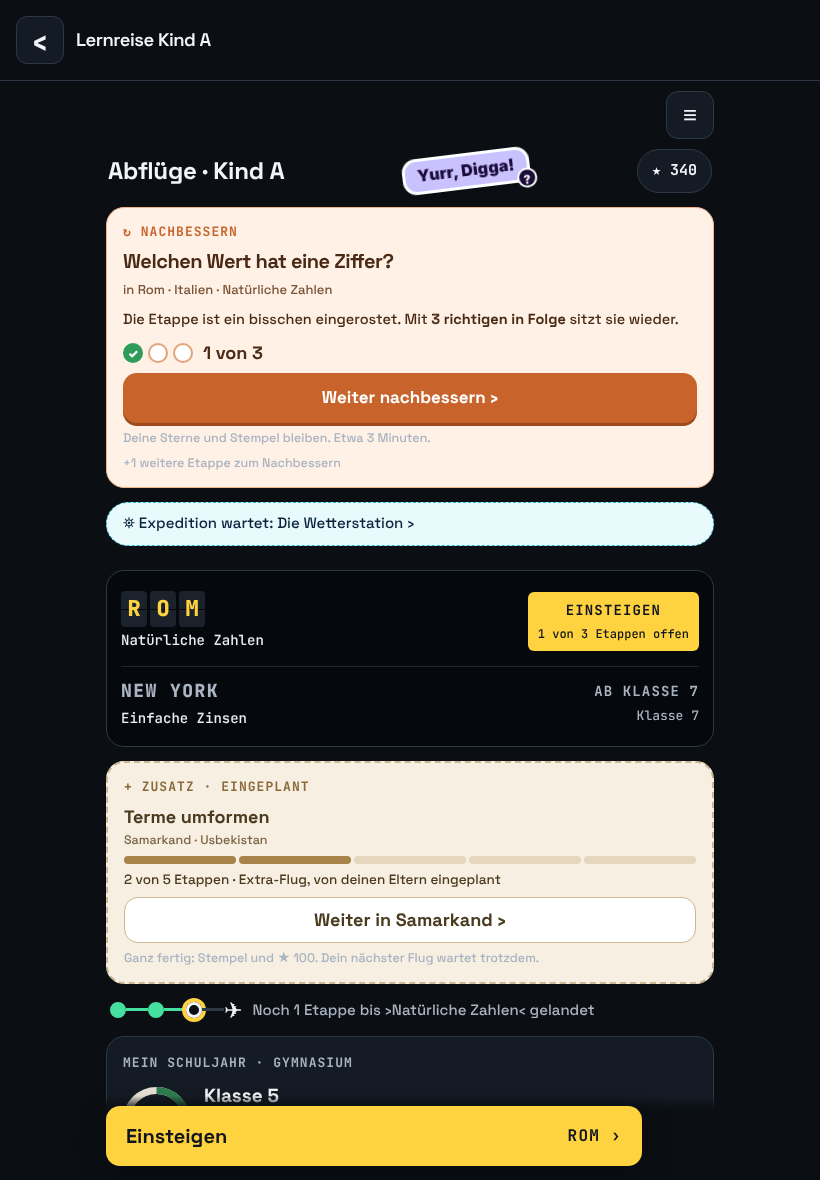 < Lernreise Kind A
≡
Abflüge · Kind A
Yurr, Digga!
?
★ 340
↻ NACHBESSERN
Welchen Wert hat eine Ziffer?
in Rom · Italien · Natürliche Zahlen
Die Etappe ist ein bisschen eingerostet. Mit 3 richtigen in Folge sitzt sie wieder.
1 von 3
Weiter nachbessern ›
Deine Sterne und Stempel bleiben. Etwa 3 Minuten.
+1 weitere Etappe zum Nachbessern
Expedition wartet: Die Wetterstation ›
ROM
Natürliche Zahlen
EINSTEIGEN
1 von 3 Etappen offen
NEW YORK
Einfache Zinsen
AB KLASSE 7
Klasse 7
+ ZUSATZ · EINGEPLANT
Terme umformen
Samarkand · Usbekistan
2 von 5 Etappen · Extra-Flug, von deinen Eltern eingeplant
Weiter in Samarkand ›
Ganz fertig: Stempel und ★ 100. Dein nächster Flug wartet trotzdem.
Noch 1 Etappe bis ›Natürliche Zahlen‹ gelandet
MEIN SCHULJAHR · GYMNASIUM
Klasse 5
Einsteigen
ROM ›